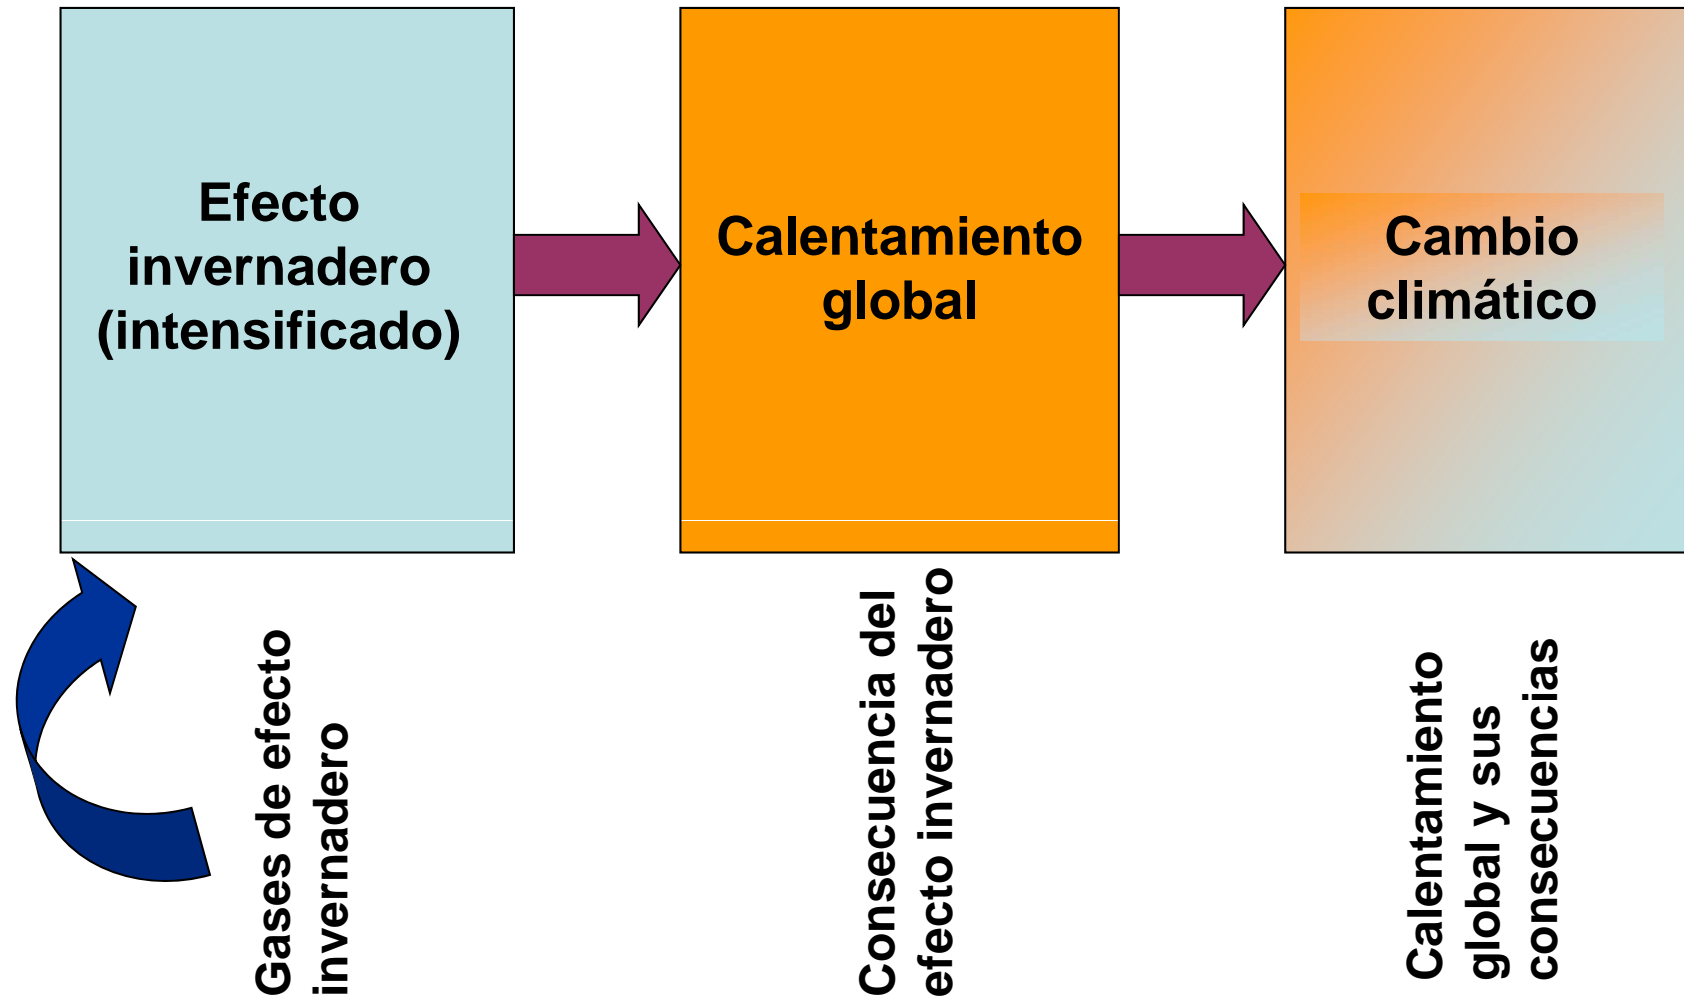 Efecto
invernadero
(intensificado)
Calentamiento
global
Cambio
climático
Gases de efecto
invernadero
Consecuencia del
efecto invernadero
Calentamiento
global y sus
consecuencias